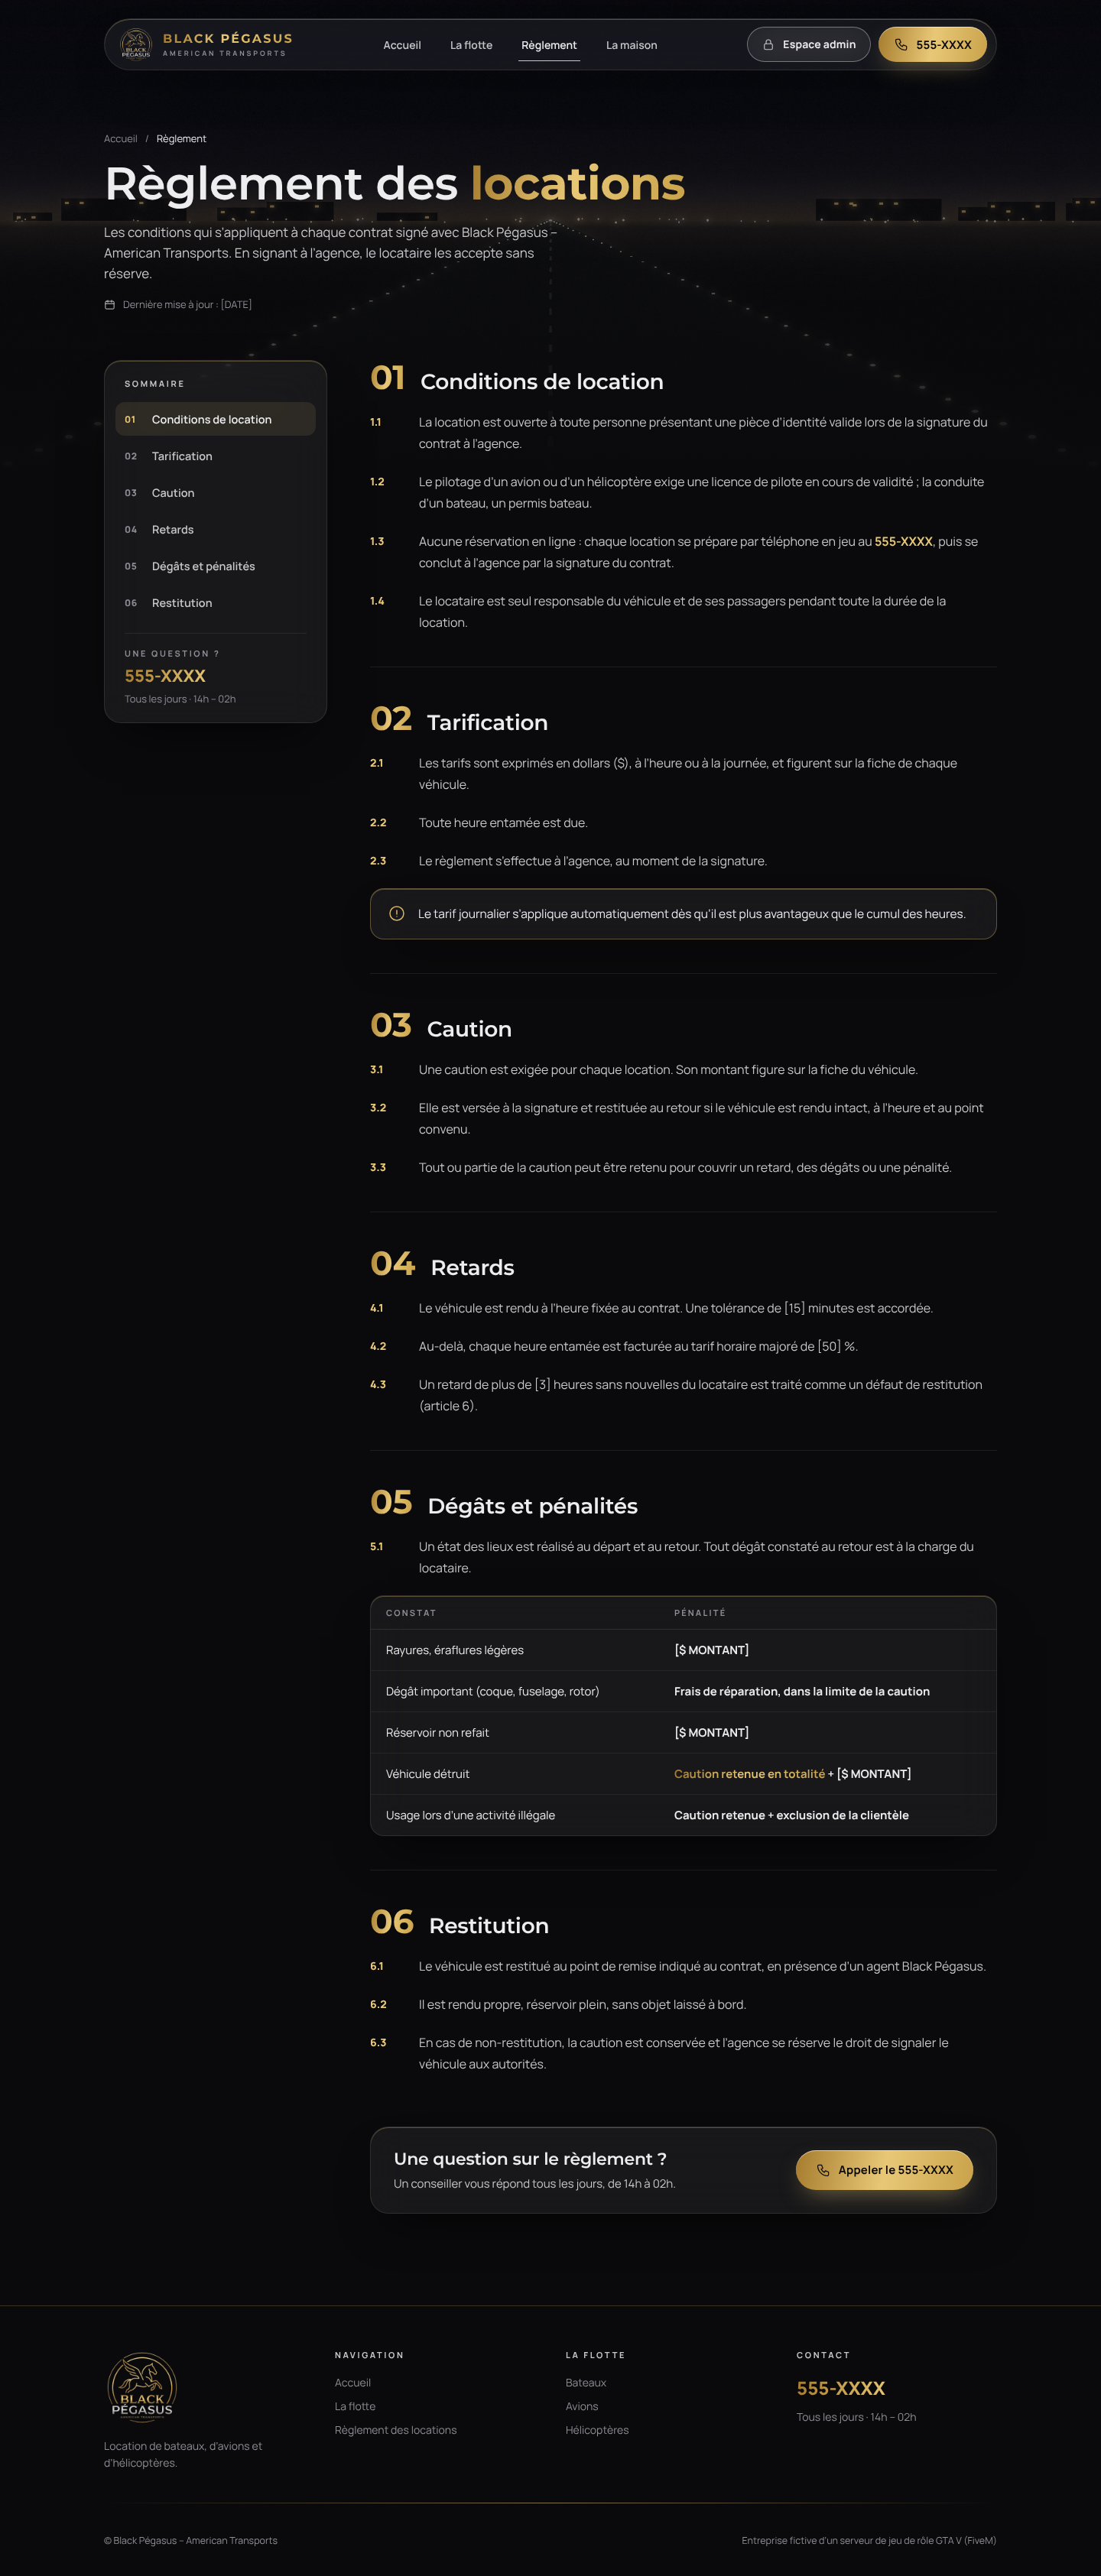 BLACK PÉGASUS
AMERICAN TRANSPORTS
Accueil
La flotte
Règlement
La maison
Espace admin
555-XXXX
Accueil / Règlement
Règlement des locations
Les conditions qui s'appliquent à chaque contrat signé avec Black Pégasus –
American Transports. En signant à l'agence, le locataire les accepte sans
réserve.
Dernière mise à jour : [DATE]
SOMMAIRE
01 Conditions de location
02 Tarification
03 Caution
04 Retards
05 Dégâts et pénalités
06 Restitution
UNE QUESTION ?
555-XXXX
Tous les jours · 14h – 02h
01 Conditions de location
1.1 La location est ouverte à toute personne présentant une pièce d'identité valide lors de la signature du
contrat à l'agence.
1.2 Le pilotage d'un avion ou d'un hélicoptère exige une licence de pilote en cours de validité ; la conduite
d'un bateau, un permis bateau.
1.3 Aucune réservation en ligne : chaque location se prépare par téléphone en jeu au 555-XXXX, puis se
conclut à l'agence par la signature du contrat.
1.4 Le locataire est seul responsable du véhicule et de ses passagers pendant toute la durée de la
location.
02 Tarification
2.1 Les tarifs sont exprimés en dollars ($), à l'heure ou à la journée, et figurent sur la fiche de chaque
véhicule.
2.2 Toute heure entamée est due.
2.3 Le règlement s'effectue à l'agence, au moment de la signature.
Le tarif journalier s'applique automatiquement dès qu'il est plus avantageux que le cumul des heures.
03 Caution
3.1 Une caution est exigée pour chaque location. Son montant figure sur la fiche du véhicule.
3.2 Elle est versée à la signature et restituée au retour si le véhicule est rendu intact, à l'heure et au point
convenu.
3.3 Tout ou partie de la caution peut être retenu pour couvrir un retard, des dégâts ou une pénalité.
04 Retards
4.1 Le véhicule est rendu à l'heure fixée au contrat. Une tolérance de [15] minutes est accordée.
4.2 Au-delà, chaque heure entamée est facturée au tarif horaire majoré de [50] %.
4.3 Un retard de plus de [3] heures sans nouvelles du locataire est traité comme un défaut de restitution
(article 6).
05 Dégâts et pénalités
5.1 Un état des lieux est réalisé au départ et au retour. Tout dégât constaté au retour est à la charge du
locataire.
CONSTAT PÉNALITÉ
Rayures, éraflures légères [$ MONTANT]
Dégât important (coque, fuselage, rotor) Frais de réparation, dans la limite de la caution
Réservoir non refait [$ MONTANT]
Véhicule détruit Caution retenue en totalité + [$ MONTANT]
Usage lors d'une activité illégale Caution retenue + exclusion de la clientèle
06 Restitution
6.1 Le véhicule est restitué au point de remise indiqué au contrat, en présence d'un agent Black Pégasus.
6.2 Il est rendu propre, réservoir plein, sans objet laissé à bord.
6.3 En cas de non-restitution, la caution est conservée et l'agence se réserve le droit de signaler le
véhicule aux autorités.
Une question sur le règlement ?
Un conseiller vous répond tous les jours, de 14h à 02h.
Appeler le 555-XXXX
BLACK
PÉGASUS
Location de bateaux, d'avions et
d'hélicoptères.
NAVIGATION
Accueil
La flotte
Règlement des locations
LA FLOTTE
Bateaux
Avions
Hélicoptères
CONTACT
555-XXXX
Tous les jours · 14h – 02h
© Black Pégasus – American Transports
Entreprise fictive d'un serveur de jeu de rôle GTA V (FiveM)